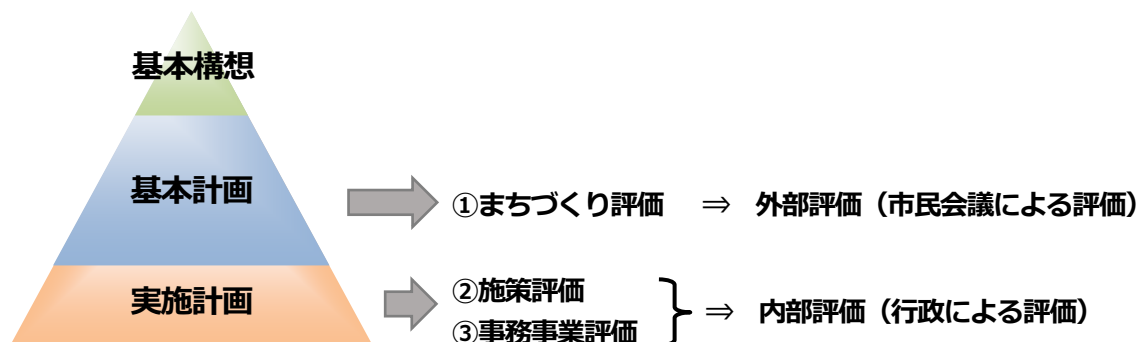 基本構想
基本計画
①まちづくり評価 ⇒ 外部評価（市民会議による評価）
実施計画
②施策評価
③事務事業評価
⇒ 内部評価（行政による評価）